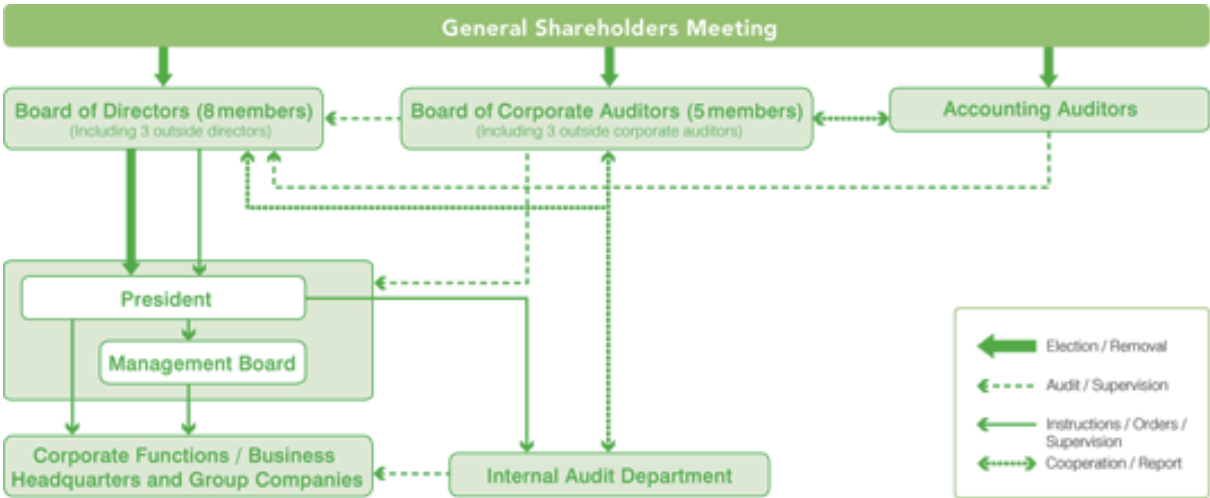 General Shareholders Meeting
Board of Directors (8 members)
(Including 3 outside directors)
Board of Corporate Auditors (5 members)
(Including 3 outside corporate auditors)
Accounting Auditors
President
Management Board
Corporate Functions / Business
Headquarters and Group Companies
Internal Audit Department
Election / Removal
Audit / Supervision
Instructions / Orders /
Supervision
Cooperation / Report